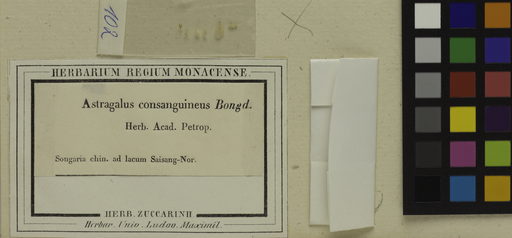 102
HERBARIUM REGIUM MONACENSE.
Astragalus consanguineus Bongd.
Herb. Acad. Petrop.
Songaria chin. ad lacum Saisang-Nor.
HERB. ZUCCARINII
Herbar. Univ. Ludov. Maximil.